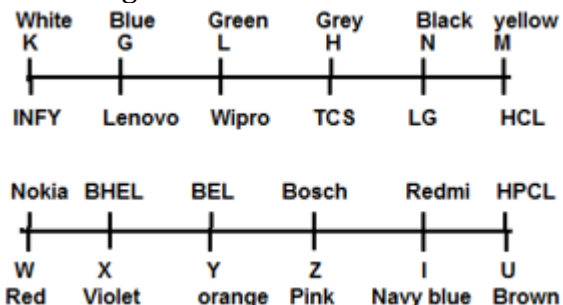 White Blue Green Grey Black yellow
K G L H N M
INFY Lenovo Wipro TCS LG HCL
Nokia BHEL BEL Bosch Redmi HPCL
W X Y Z I U
Red Violet orange Pink Navy blue Brown